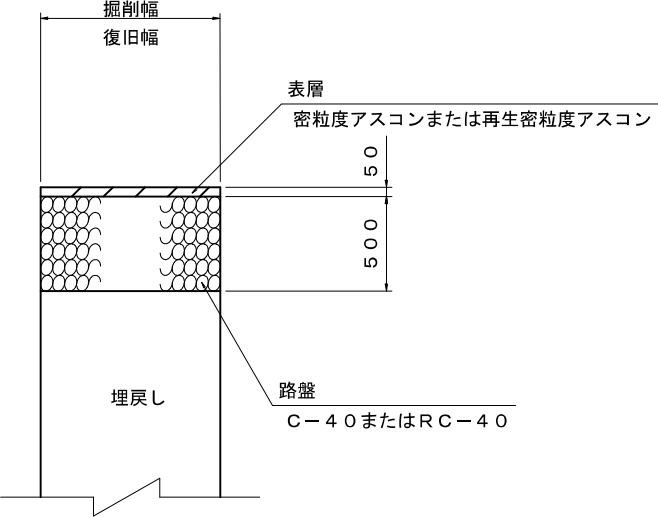 掘削幅
復旧幅
表層
密粒度アスコンまたは再生密粒度アスコン
５０
５００
路盤
Ｃ－４０またはＲＣ－４０
埋戻し